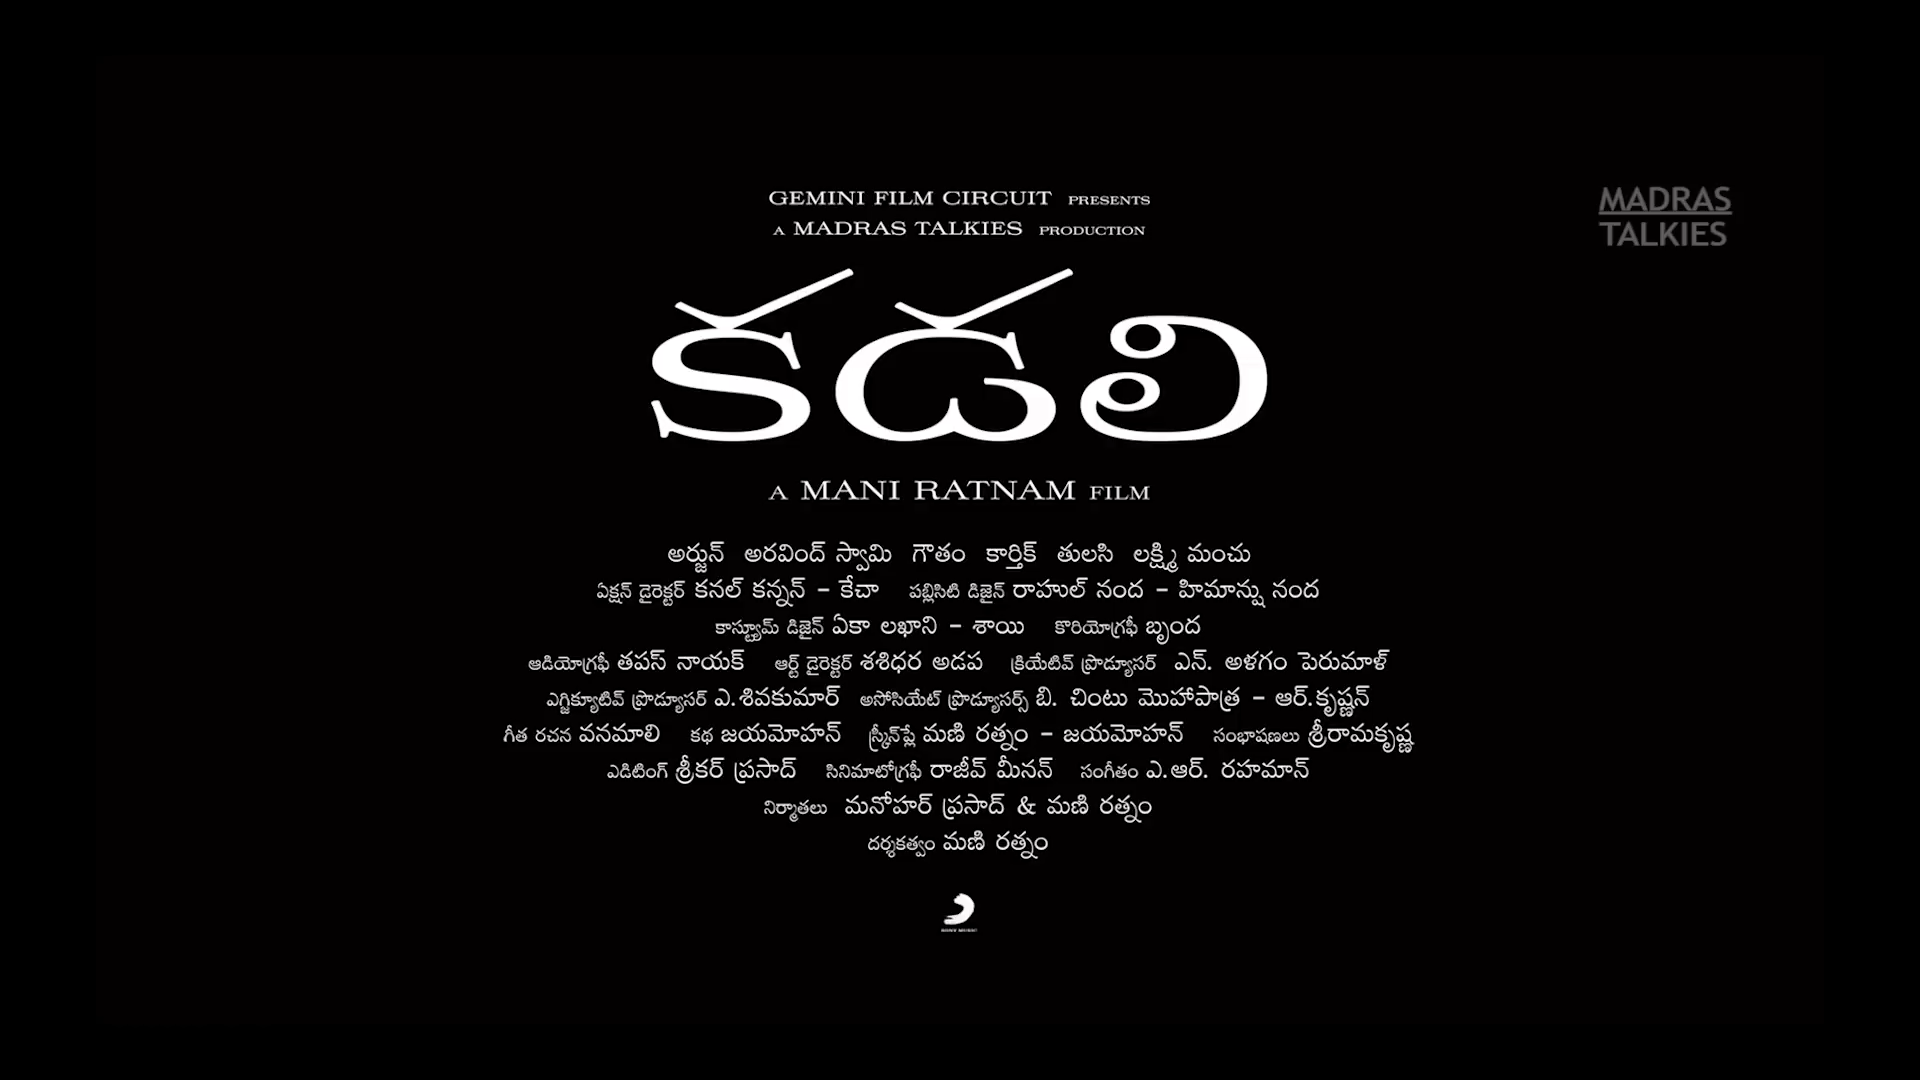 GEMINI FILM CIRCUIT PRESENTS
A MADRAS TALKIES PRODUCTION
MADRAS
TALKIES
కడలి
A MANI RATNAM FILM
అర్జున్ అరవింద్ స్వామి గౌతం కార్తిక్ తులసి లక్ష్మి మంచు
ఏక్షన్ డైరెక్టర్ కనల్ కన్నన్ - కేచా పబ్లిసిటి డిజైన్ రాహుల్ నంద - హిమాన్షు నంద
కాస్ట్యూమ్ డిజైన్ ఏకా లఖాని - శాయి కొరియోగ్రఫీ బృంద
ఆడియోగ్రఫీ తపస్ నాయక్ ఆర్ట్ డైరెక్టర్ శశిధర అడప క్రియేటివ్ ప్రొడ్యూసర్ ఎన్. అళగం పెరుమాళ్
ఎగ్జిక్యూటివ్ ప్రొడ్యూసర్ ఎ.శివకుమార్ అసోసియేట్ ప్రొడ్యూసర్స్ బి. చింటు మొహాపాత్ర - ఆర్.కృష్ణన్
గీత రచన వనమాలి కథ జయమోహన్ స్క్రీన్‌ప్లే మణి రత్నం - జయమోహన్ సంభాషణలు శ్రీరామకృష్ణ
ఎడిటింగ్ శ్రీకర్ ప్రసాద్ సినిమాటోగ్రఫీ రాజీవ్ మీనన్ సంగీతం ఎ.ఆర్. రహమాన్
నిర్మాతలు మనోహర్ ప్రసాద్ & మణి రత్నం
దర్శకత్వం మణి రత్నం
SONY MUSIC